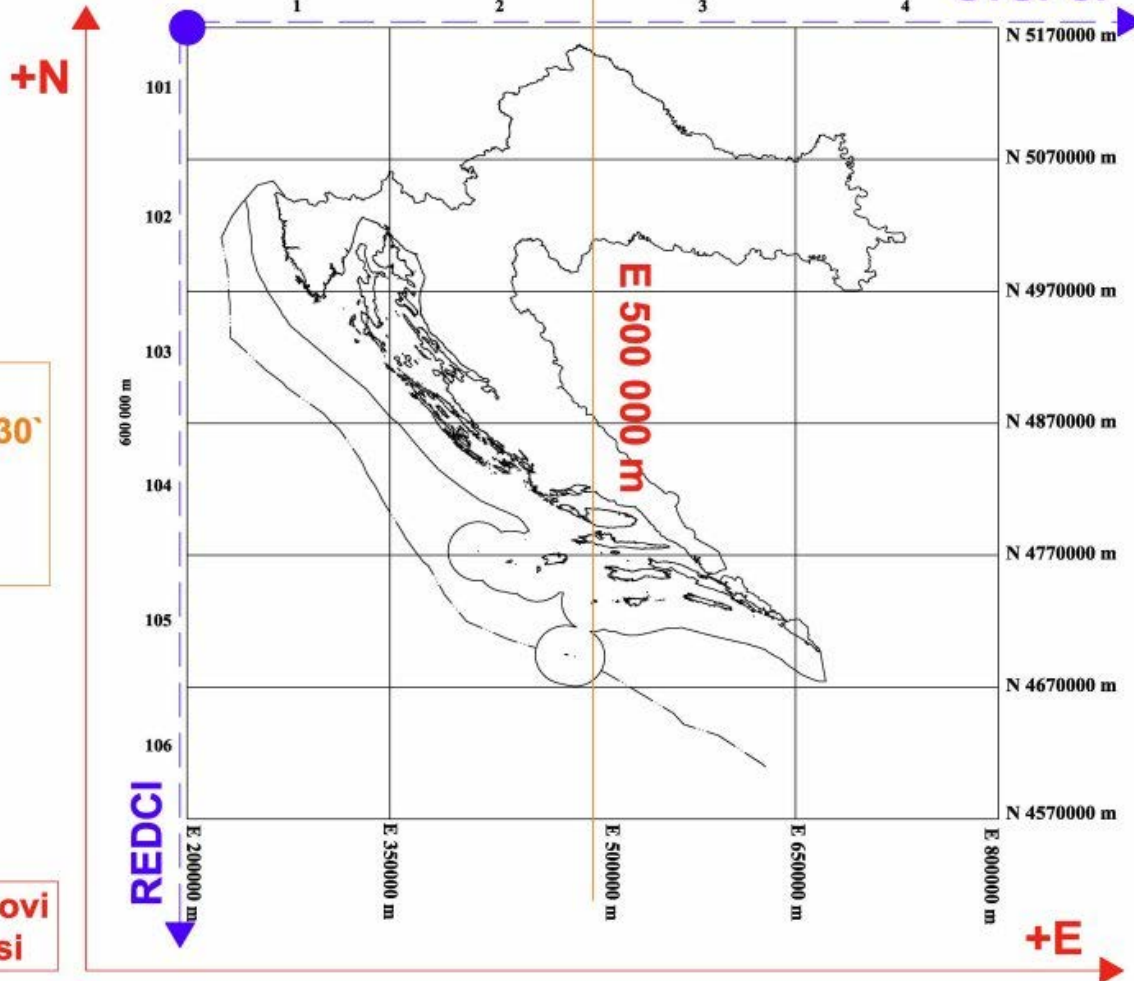 1 2 3 4
+N
N 5170000 m
101
N 5070000 m
102
N 4970000 m
E 500 000 m
103
600 000 m
30`
N 4870000 m
104
N 4770000 m
105
N 4670000 m
106
REDCI
N 4570000 m
E 200000 m
E 350000 m
E 500000 m
E 650000 m
E 800000 m
ovi
si
+E